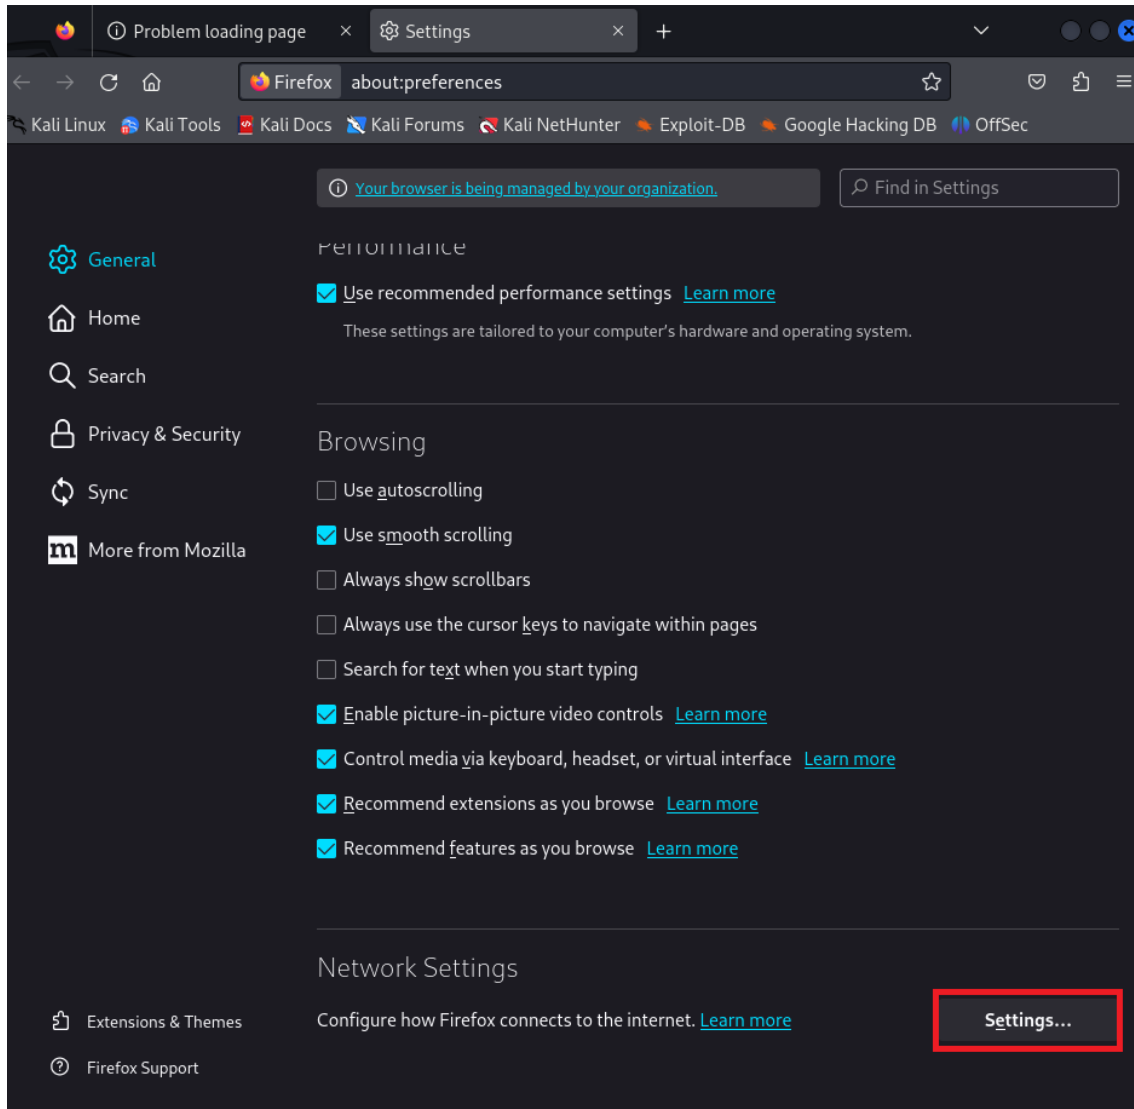 Problem loading page
Settings
Firefox about:preferences
Kali Linux Kali Tools Kali Docs Kali Forums Kali NetHunter Exploit-DB Google Hacking DB OffSec
Your browser is being managed by your organization.
Find in Settings
General
Home
Search
Privacy & Security
Sync
m More from Mozilla
Extensions & Themes
Firefox Support
Performance
Use recommended performance settings Learn more
These settings are tailored to your computer's hardware and operating system.
Browsing
Use autoscrolling
Use smooth scrolling
Always show scrollbars
Always use the cursor keys to navigate within pages
Search for text when you start typing
Enable picture-in-picture video controls Learn more
Control media via keyboard, headset, or virtual interface Learn more
Recommend extensions as you browse Learn more
Recommend features as you browse Learn more
Network Settings
Configure how Firefox connects to the internet. Learn more
Settings...